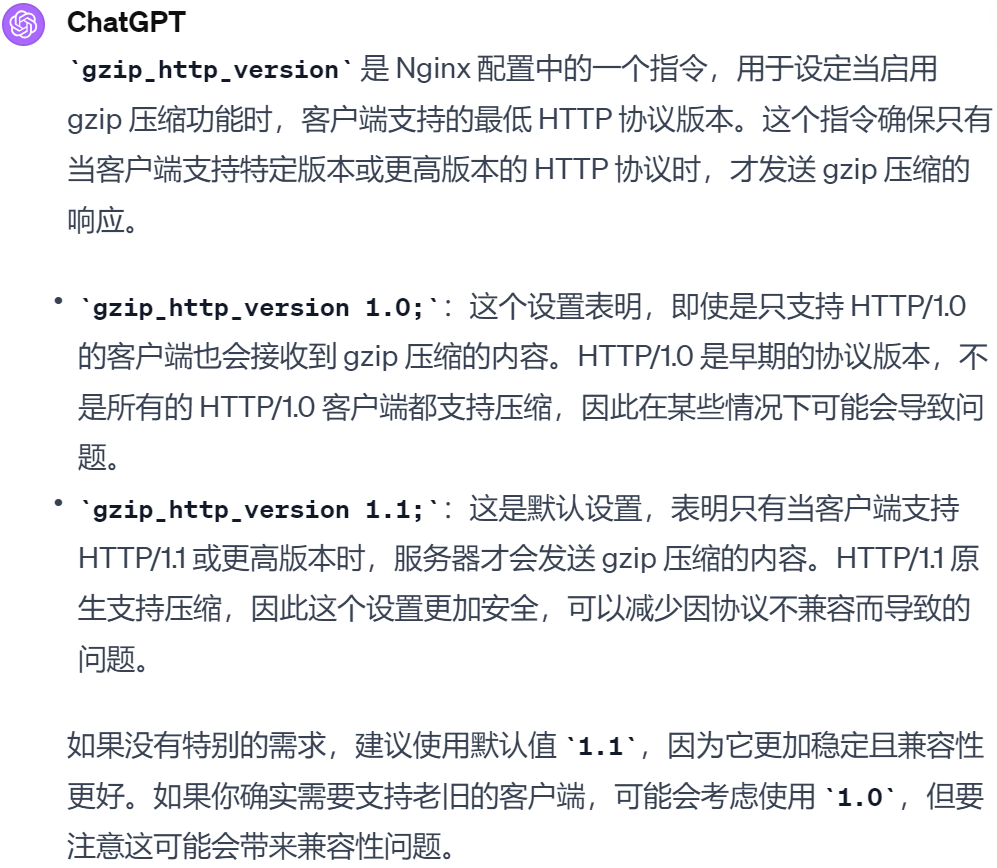 ChatGPT
`gzip_http_version` 是 Nginx 配置中的一个指令，用于设定当启用
gzip 压缩功能时，客户端支持的最低 HTTP 协议版本。这个指令确保只有
当客户端支持特定版本或更高版本的 HTTP 协议时，才发送 gzip 压缩的
响应。
• `gzip_http_version 1.0;`：这个设置表明，即使是只支持 HTTP/1.0
的客户端也会接收到 gzip 压缩的内容。HTTP/1.0 是早期的协议版本，不
是所有的 HTTP/1.0 客户端都支持压缩，因此在某些情况下可能会导致问
题。
• `gzip_http_version 1.1;`：这是默认设置，表明只有当客户端支持
HTTP/1.1 或更高版本时，服务器才会发送 gzip 压缩的内容。HTTP/1.1 原
生支持压缩，因此这个设置更加安全，可以减少因协议不兼容而导致的
问题。
如果没有特别的需求，建议使用默认值 `1.1`，因为它更加稳定且兼容性
更好。如果你确实需要支持老旧的客户端，可能会考虑使用 `1.0`，但要
注意这可能会带来兼容性问题。